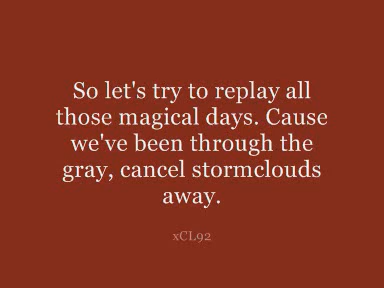 So let's try to replay all
those magical days. Cause
we've been through the
gray, cancel stormclouds
away.
xCL92